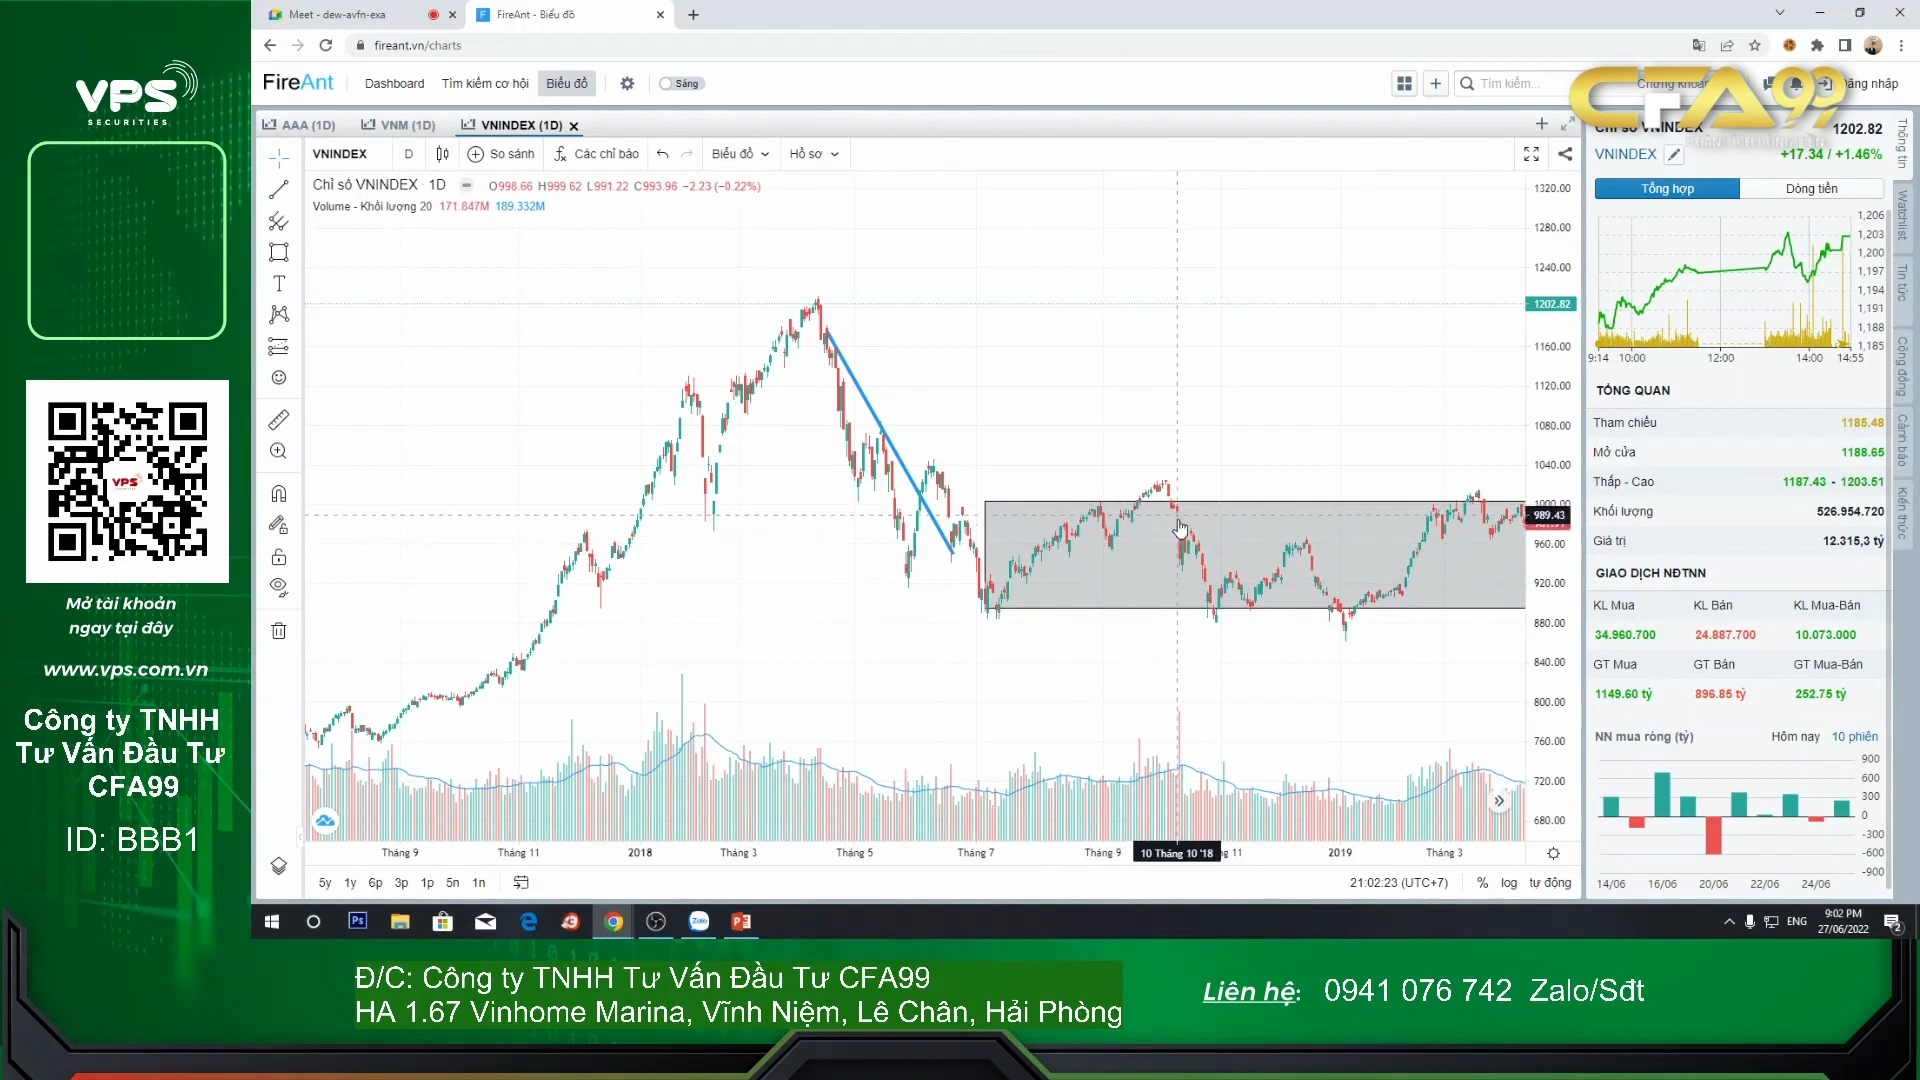 VPS
SECURITIES
VPS
Mở tài khoản
ngay tại đây
www.vps.com.vn
Công ty TNHH
Tư Vấn Đầu Tư
CFA99
ID: BBB1
Meet - dew-avfn-exa
FireAnt - Biểu đồ
fireant.vn/charts
FireAnt
Dashboard
Tìm kiếm cơ hội
Biểu đồ
Sáng
Tìm kiếm...
Đăng nhập
CFA99
AAA (1D)
VNM (1D)
VNINDEX (1D)
VNINDEX
D
So sánh
Các chỉ báo
Biểu đồ
Hồ sơ
Chỉ số VNINDEX · 1D
O998.66 H999.62 L991.22 C993.96 −2.23 (−0.22%)
Volume - Khối lượng 20 171.847M 189.332M
1320.00
1280.00
1240.00
1202.82
1160.00
1120.00
1080.00
1040.00
1000.00
989.43
960.00
920.00
880.00
840.00
800.00
760.00
720.00
680.00
Tháng 9
Tháng 11
2018
Tháng 3
Tháng 5
Tháng 7
Tháng 9
10 Tháng 10 '18
2019
Tháng 3
5y 1y 6p 3p 1p 5n 1n
21:02:23 (UTC+7)
% log tự động
Chỉ số VNINDEX
1202.82
VNINDEX
+17.34 / +1.46%
Tổng hợp
Dòng tiền
1,206
1,203
1,200
1,197
1,194
1,191
1,188
1,185
9:14 10:00 12:00 14:00 14:55
TỔNG QUAN
Tham chiếu 1185.48
Mở cửa 1188.65
Thấp - Cao 1187.43 - 1203.51
Khối lượng 526.954.720
Giá trị 12.315,3 tỷ
GIAO DỊCH NĐTNN
KL Mua KL Bán KL Mua-Bán
34.960.700 24.887.700 10.073.000
GT Mua GT Bán GT Mua-Bán
1149.60 tỷ 896.85 tỷ 252.75 tỷ
NN mua ròng (tỷ) Hôm nay 10 phiên
900
600
300
0
-300
-600
-900
14/06 16/06 20/06 22/06 24/06
Thông tin
Watchlist
Tin tức
Cộng đồng
Cảnh báo
Kiến thức
Ps
Zalo
ENG
9:02 PM
27/06/2022
2
Đ/C: Công ty TNHH Tư Vấn Đầu Tư CFA99
HA 1.67 Vinhome Marina, Vĩnh Niệm, Lê Chân, Hải Phòng
Liên hệ: 0941 076 742 Zalo/Sđt